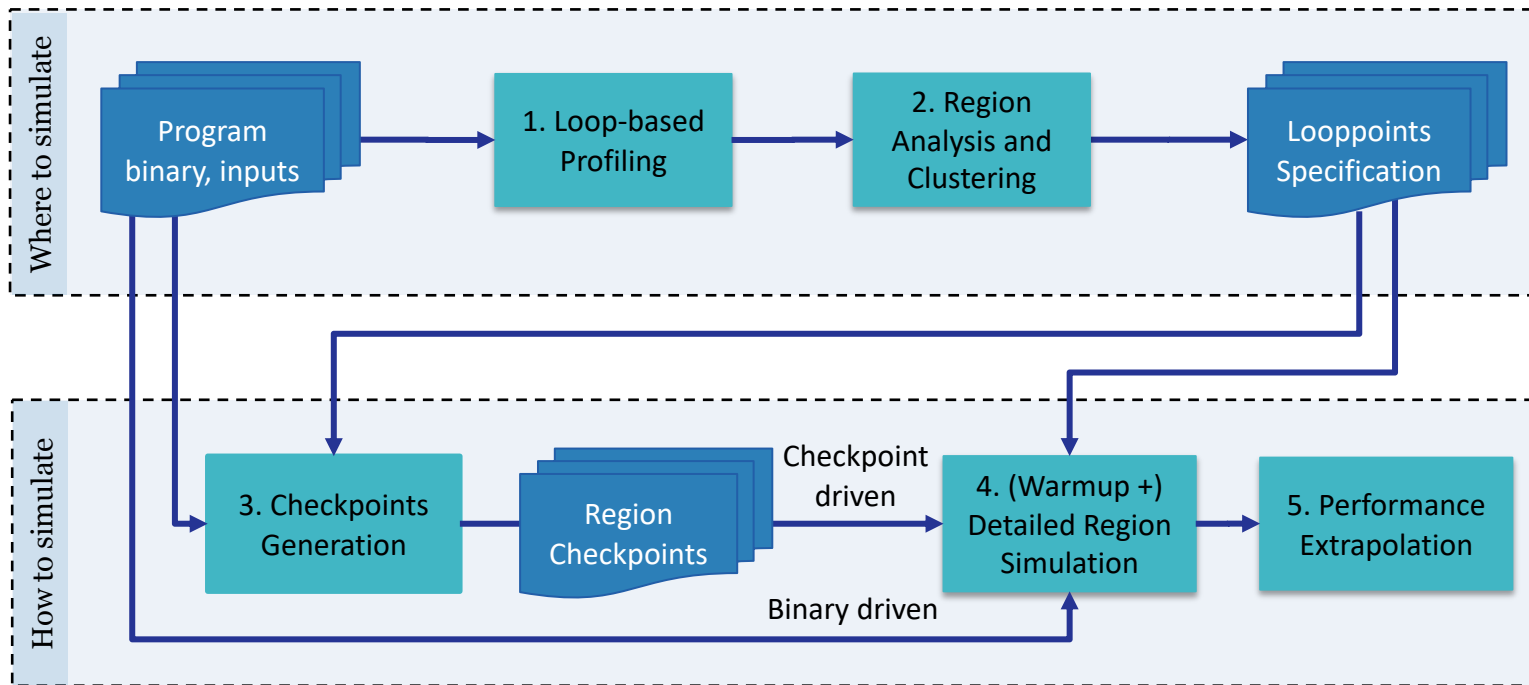 Where to simulate
Program
binary, inputs
1. Loop-based
Profiling
2. Region
Analysis and
Clustering
Looppoints
Specification
How to simulate
3. Checkpoints
Generation
Region
Checkpoints
Checkpoint
driven
Binary driven
4. (Warmup +)
Detailed Region
Simulation
5. Performance
Extrapolation